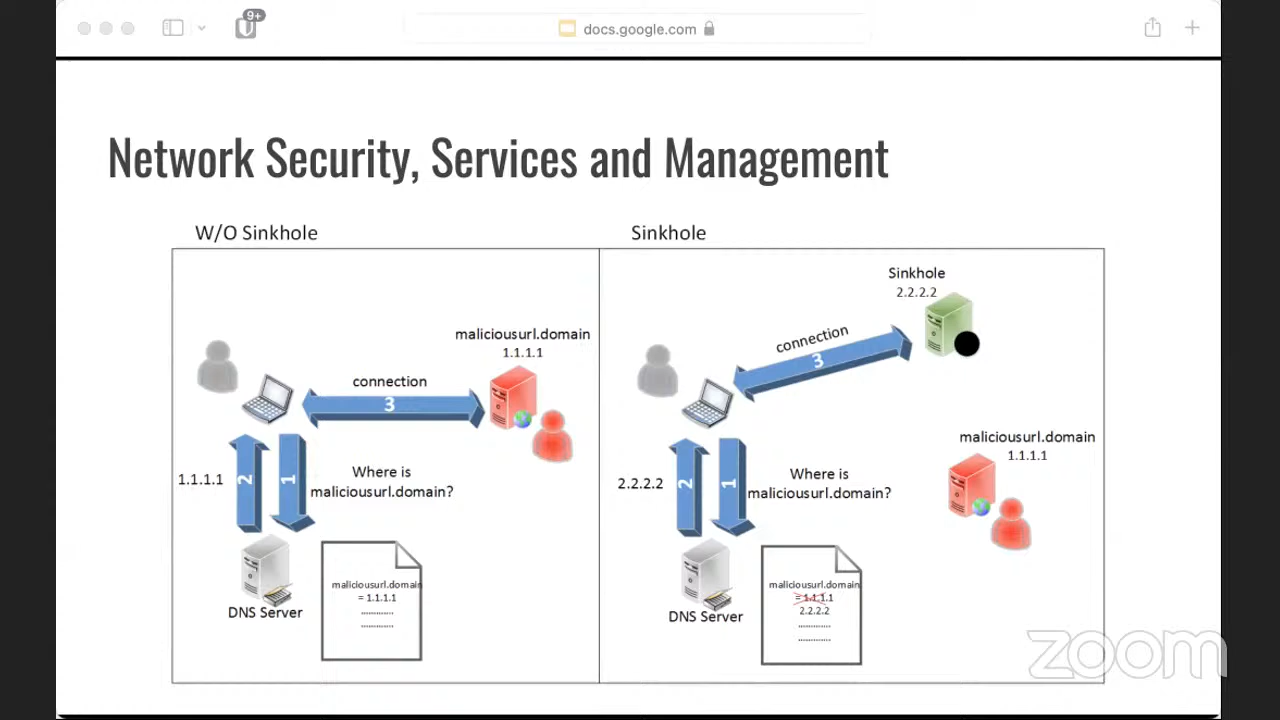 9+
docs.google.com
Network Security, Services and Management
W/O Sinkhole
maliciousurl.domain
1.1.1.1
connection
3
1.1.1.1
2
1
Where is
maliciousurl.domain?
DNS Server
maliciousurl.domain
= 1.1.1.1
.............
.............
Sinkhole
Sinkhole
2.2.2.2
connection
3
maliciousurl.domain
1.1.1.1
2.2.2.2
2
1
Where is
maliciousurl.domain?
DNS Server
maliciousurl.domain
= 1.1.1.1
2.2.2.2
.............
.............
zoom